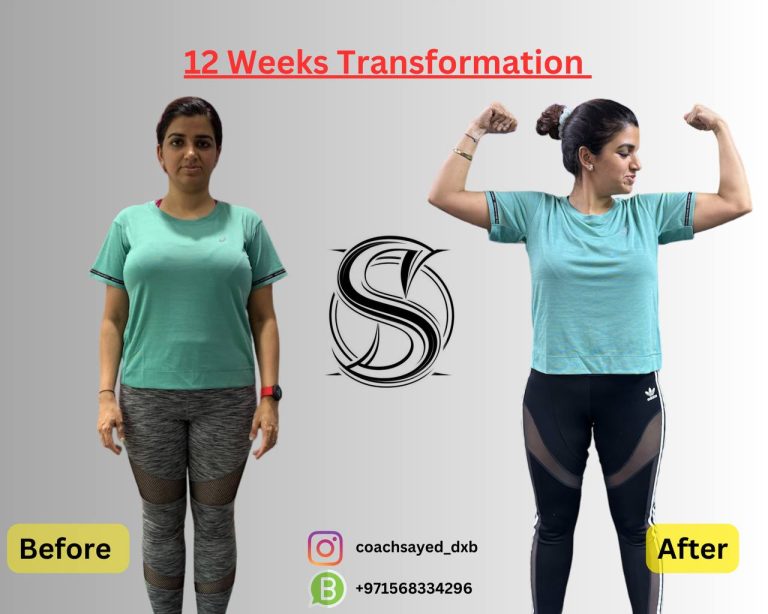 12 Weeks Transformation
S
Before
After
coachsayed_dxb
B
+971568334296